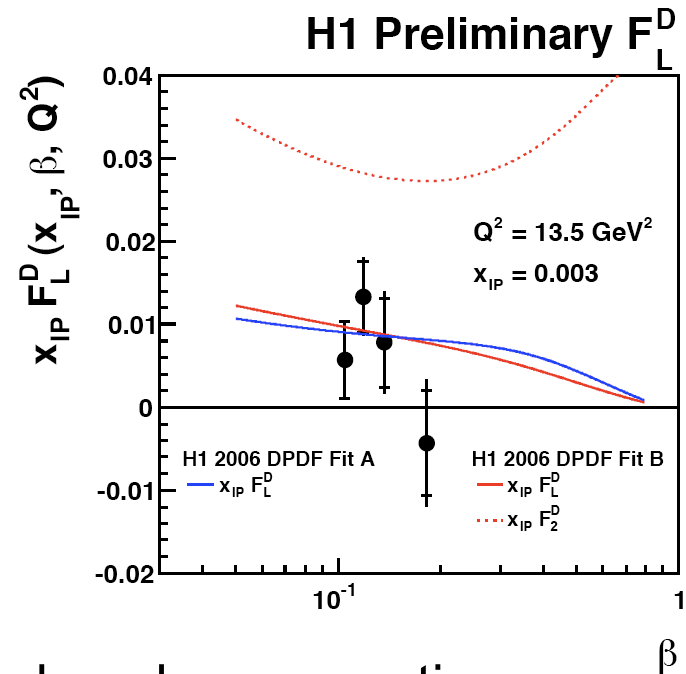 H1 Preliminary F_L^D
x_IP F_L^D (x_IP, β, Q²)
0.04
0.03
0.02
0.01
0
-0.01
-0.02
Q² = 13.5 GeV²
x_IP = 0.003
H1 2006 DPDF Fit A
x_IP F_L^D
H1 2006 DPDF Fit B
x_IP F_L^D
x_IP F_2^D
10⁻¹
1
β